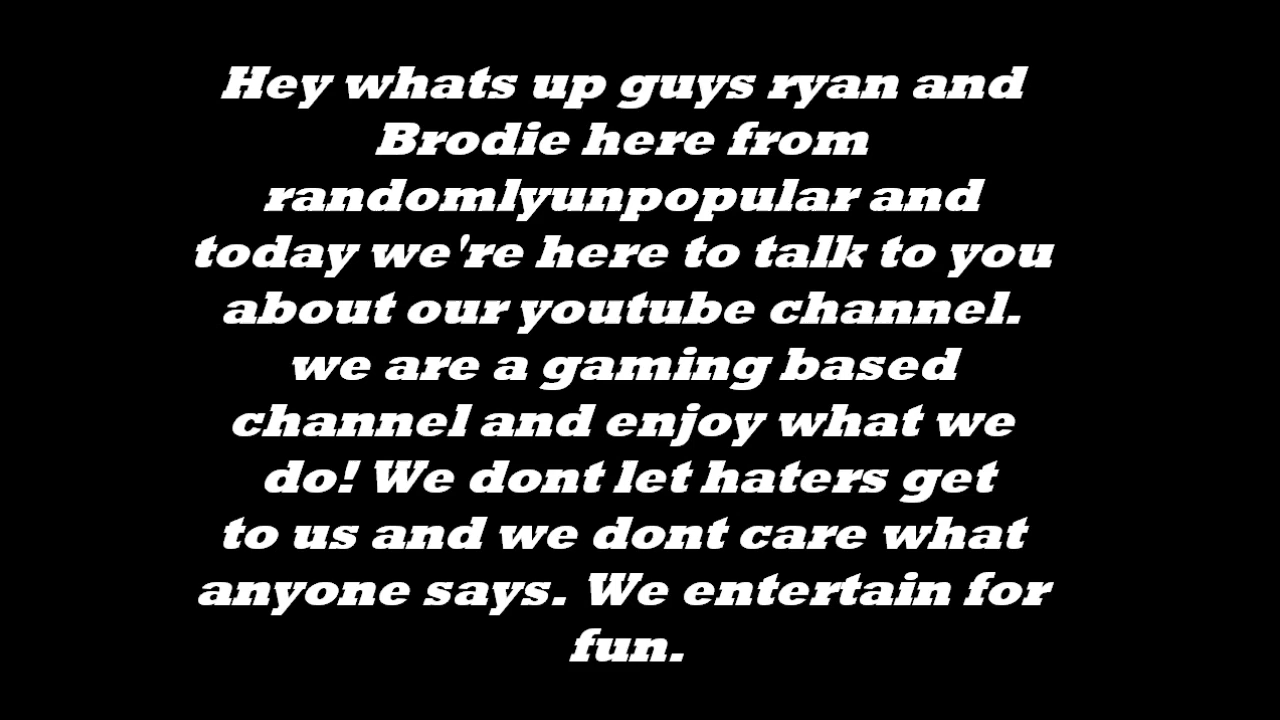 Hey whats up guys ryan and
Brodie here from
randomlyunpopular and
today we're here to talk to you
about our youtube channel.
we are a gaming based
channel and enjoy what we
do! We dont let haters get
to us and we dont care what
anyone says. We entertain for
fun.